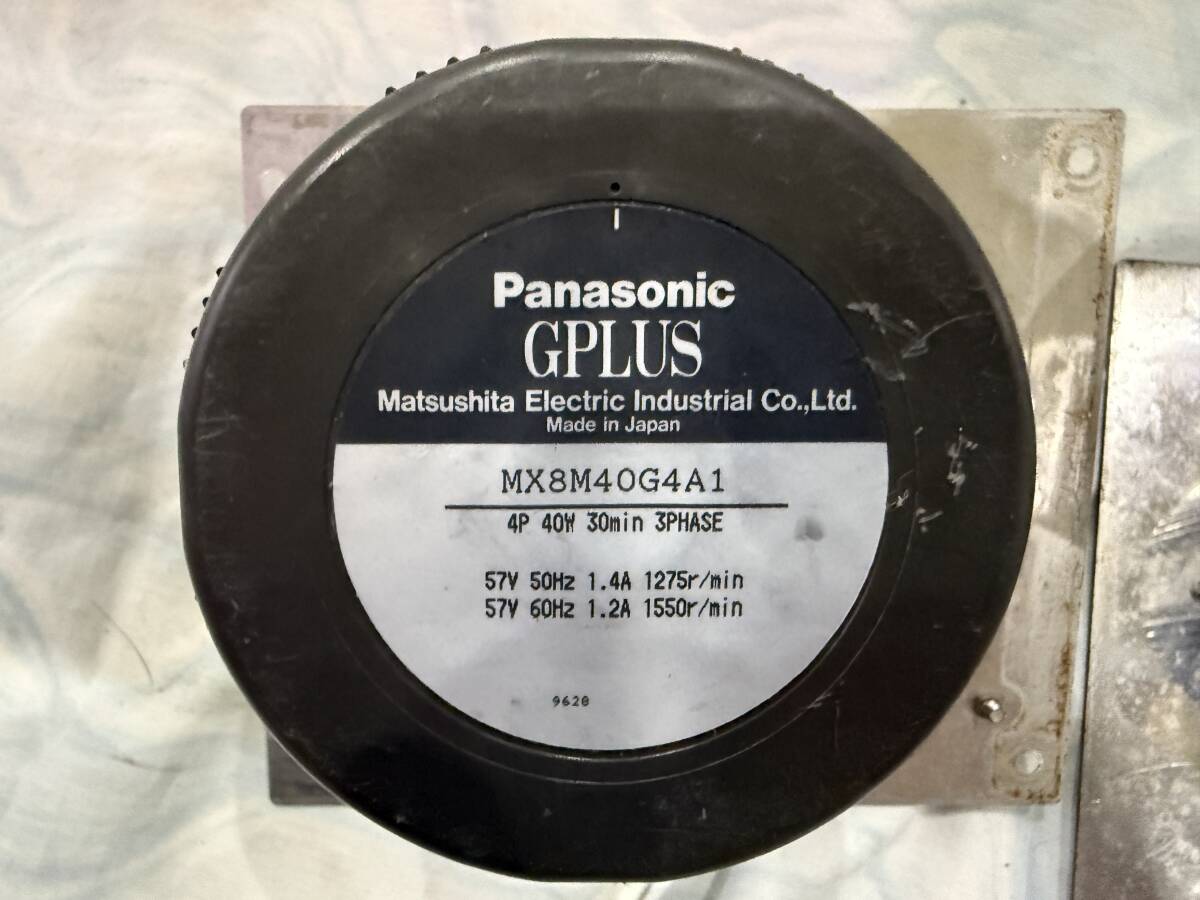 Panasonic
GPLUS
Matsushita Electric Industrial Co.,Ltd.
Made in Japan
MX8M40G4A1
4P 40W 30min 3PHASE
57V 50Hz 1.4A 1275r/min
57V 60Hz 1.2A 1550r/min
9620